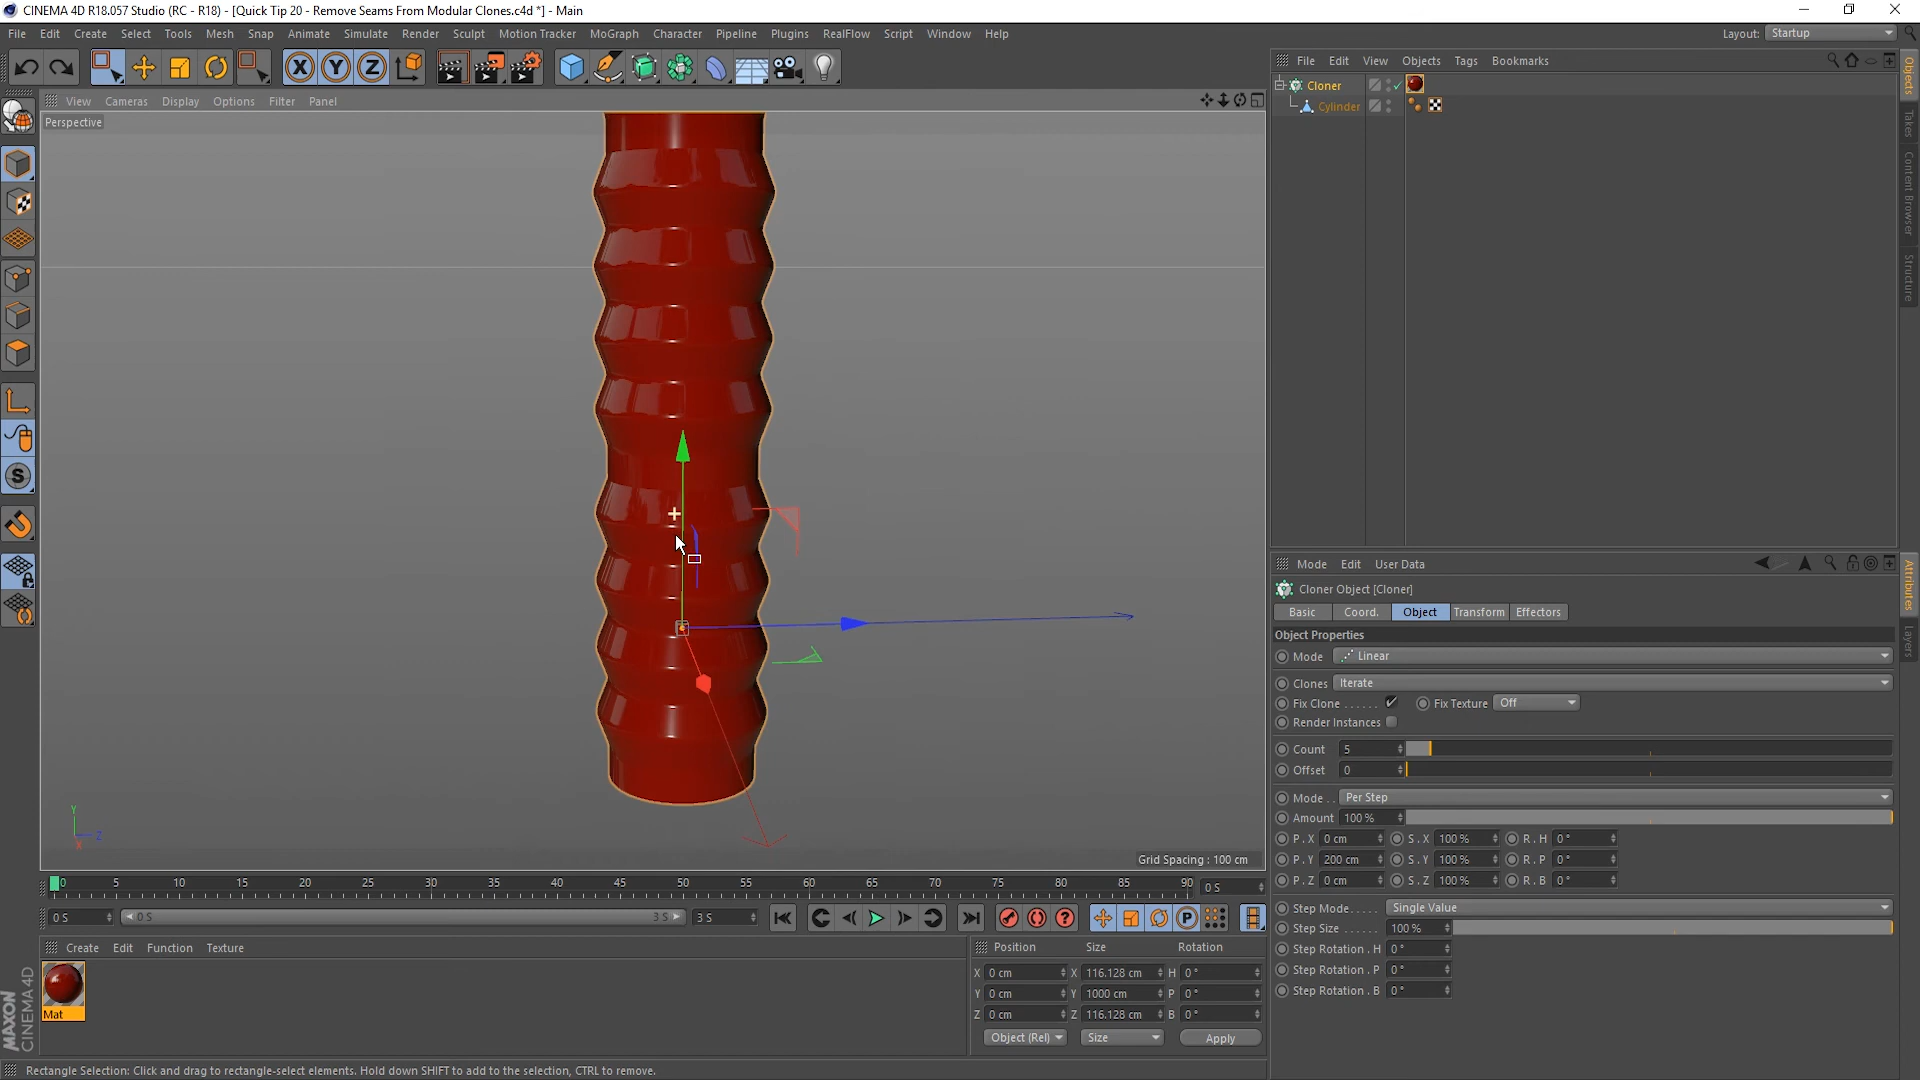 CINEMA 4D R18.057 Studio (RC - R18) - [Quick Tip 20 - Remove Seams From Modular Clones.c4d *] - Main
File Edit Create Select Tools Mesh Snap Animate Simulate Render Sculpt Motion Tracker MoGraph Character Pipeline Plugins RealFlow Script Window Help
Layout: Startup
X Y Z
File Edit View Objects Tags Bookmarks
Cloner
Cylinder
Objects
Takes
Content Browser
Structure
View Cameras Display Options Filter Panel
Perspective
Y
Z
X
Grid Spacing : 100 cm
Mode Edit User Data
Attributes
Layers
Cloner Object [Cloner]
Basic Coord. Object Transform Effectors
Object Properties
Mode Linear
Clones Iterate
Fix Clone ...... Fix Texture Off
Render Instances
Count 5
Offset 0
Mode . . Per Step
Amount 100 %
P . X 0 cm S . X 100 % R . H 0 °
P . Y 200 cm S . Y 100 % R . P 0 °
P . Z 0 cm S . Z 100 % R . B 0 °
Step Mode..... Single Value
Step Size ...... 100 %
Step Rotation . H 0 °
Step Rotation . P 0 °
Step Rotation . B 0 °
0 5 10 15 20 25 30 35 40 45 50 55 60 65 70 75 80 85 90 0 S
0 S 0 S 3 S 3 S
Create Edit Function Texture
Mat
MAXON
CINEMA 4D
Position Size Rotation
X 0 cm X 116.128 cm H 0 °
Y 0 cm Y 1000 cm P 0 °
Z 0 cm Z 116.128 cm B 0 °
Object (Rel) Size Apply
Rectangle Selection: Click and drag to rectangle-select elements. Hold down SHIFT to add to the selection, CTRL to remove.